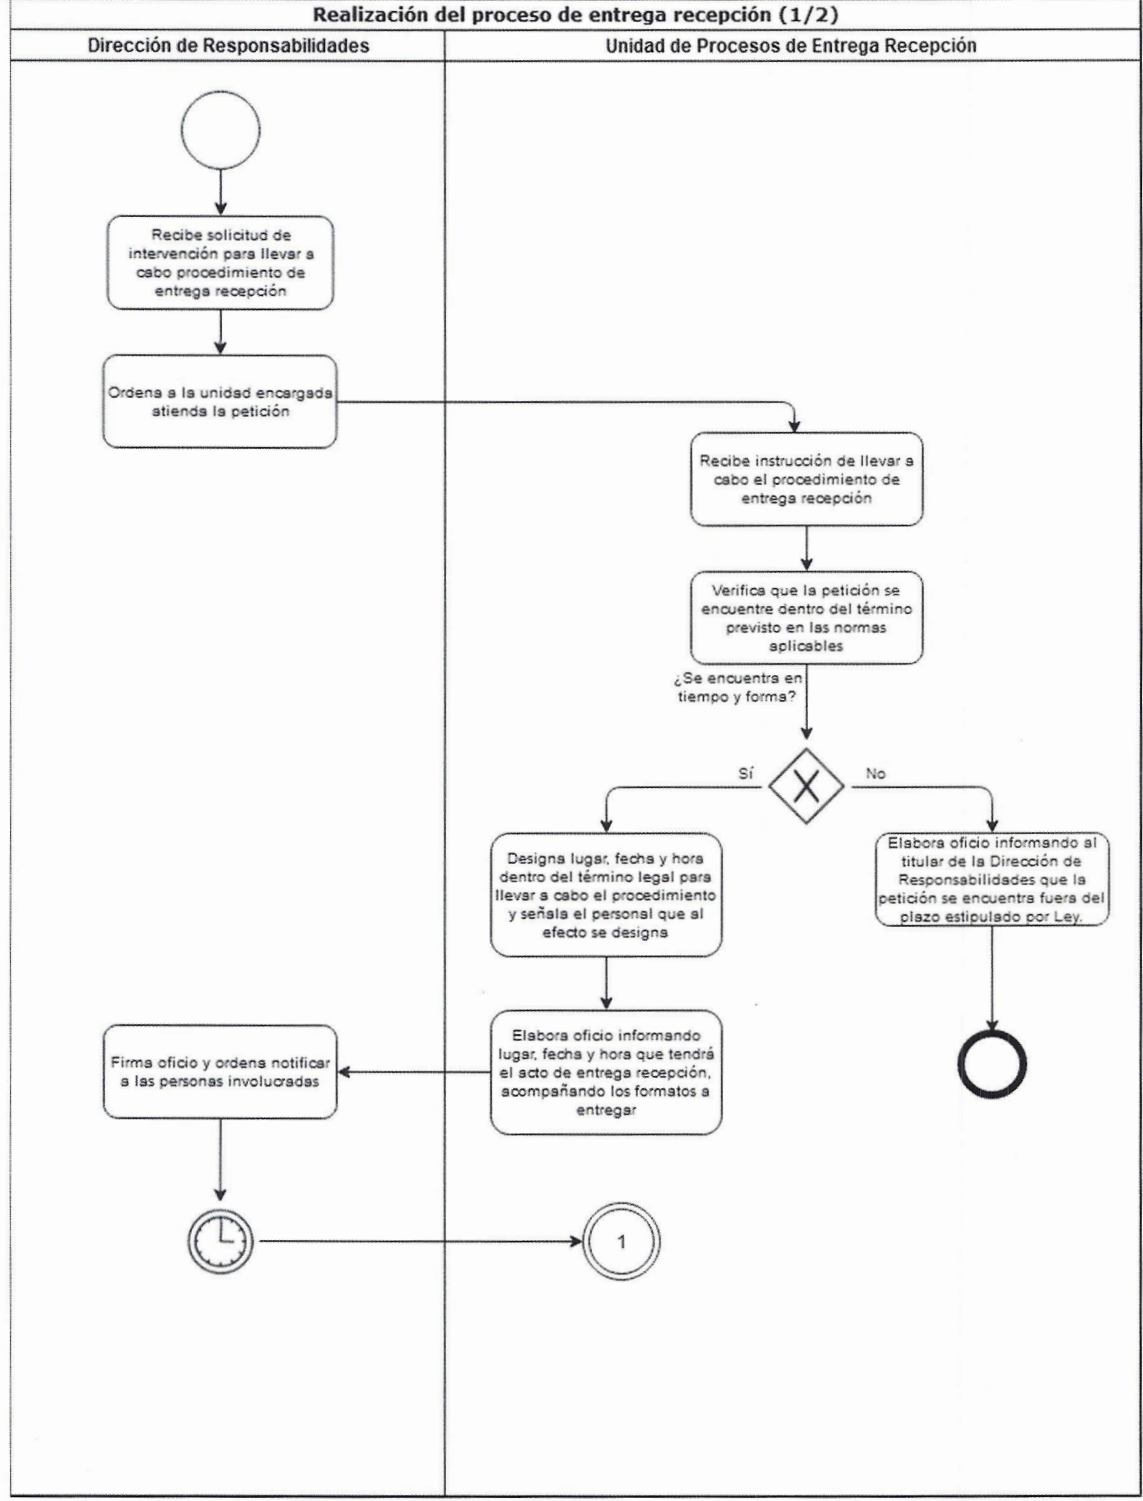 Realización del proceso de entrega recepción (1/2)
Dirección de Responsabilidades
Unidad de Procesos de Entrega Recepción
Recibe solicitud de
intervención para llevar a
cabo procedimiento de
entrega recepción
Ordena a la unidad encargada
atienda la petición
Recibe instrucción de llevar a
cabo el procedimiento de
entrega recepción
Verifica que la petición se
encuentre dentro del término
previsto en las normas
aplicables
¿Se encuentra en
tiempo y forma?
Sí
No
Designa lugar, fecha y hora
dentro del término legal para
llevar a cabo el procedimiento
y señala el personal que al
efecto se designa
Elabora oficio informando al
titular de la Dirección de
Responsabilidades que la
petición se encuentra fuera del
plazo estipulado por Ley.
Elabora oficio informando
lugar, fecha y hora que tendrá
el acto de entrega recepción,
acompañando los formatos a
entregar
Firma oficio y ordena notificar
a las personas involucradas
1